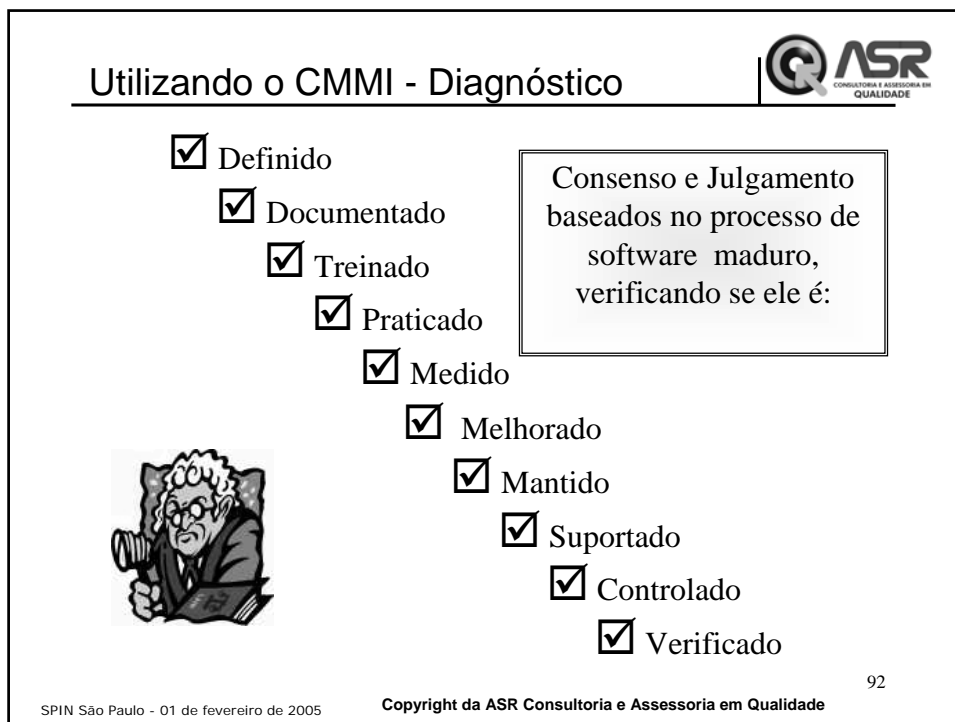 Utilizando o CMMI - Diagnóstico
ASR
CONSULTORIA E ASSESSORIA EM
QUALIDADE
Definido
Documentado
Treinado
Praticado
Medido
Melhorado
Mantido
Suportado
Controlado
Verificado
Consenso e Julgamento
baseados no processo de
software maduro,
verificando se ele é:
92
SPIN São Paulo - 01 de fevereiro de 2005
Copyright da ASR Consultoria e Assessoria em Qualidade